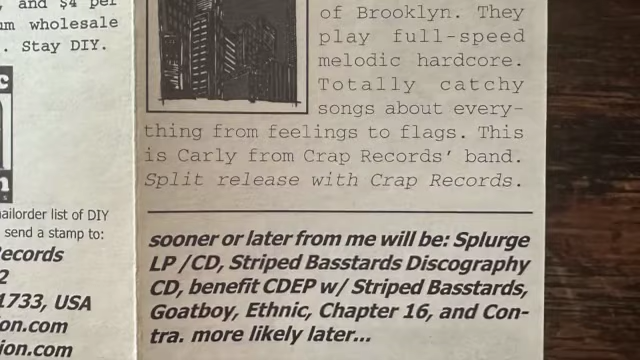 , and $4 per
um wholesale
. Stay DIY.
c
n
ailorder list of DIY
send a stamp to:
ecords
2
1733, USA
on.com
ion.com
of Brooklyn. They
play full-speed
melodic hardcore.
Totally catchy
songs about every-
thing from feelings to flags. This
is Carly from Crap Records' band.
Split release with Crap Records.
sooner or later from me will be: Splurge
LP /CD, Striped Basstards Discography
CD, benefit CDEP w/ Striped Basstards,
Goatboy, Ethnic, Chapter 16, and Con-
tra. more likely later...